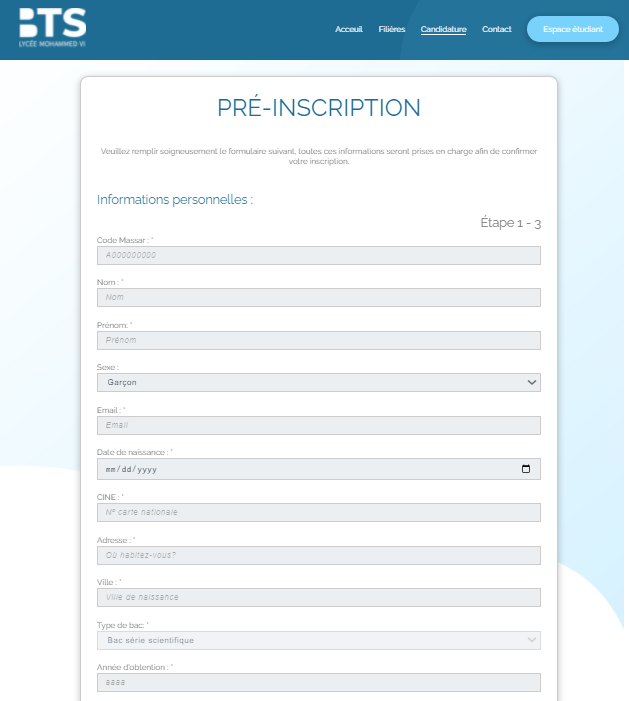 BTS
LYCÉE MOHAMMED VI
Acceuil Filières Candidature Contact Espace étudiant
PRÉ-INSCRIPTION
Veuillez remplir soigneusement le formulaire suivant, toutes ces informations seront prises en charge afin de confirmer
votre inscription.
Informations personnelles :
Étape 1 - 3
Code Massar : *
A000000000
Nom : *
Nom
Prénom: *
Prénom
Sexe :
Garçon
Email : *
Email
Date de naissance : *
mm/dd/yyyy
CINE : *
N° carte nationale
Adresse : *
Où habitez-vous?
Ville : *
Ville de naissance
Type de bac: *
Bac série scientifique
Année d'obtention : *
aaaa